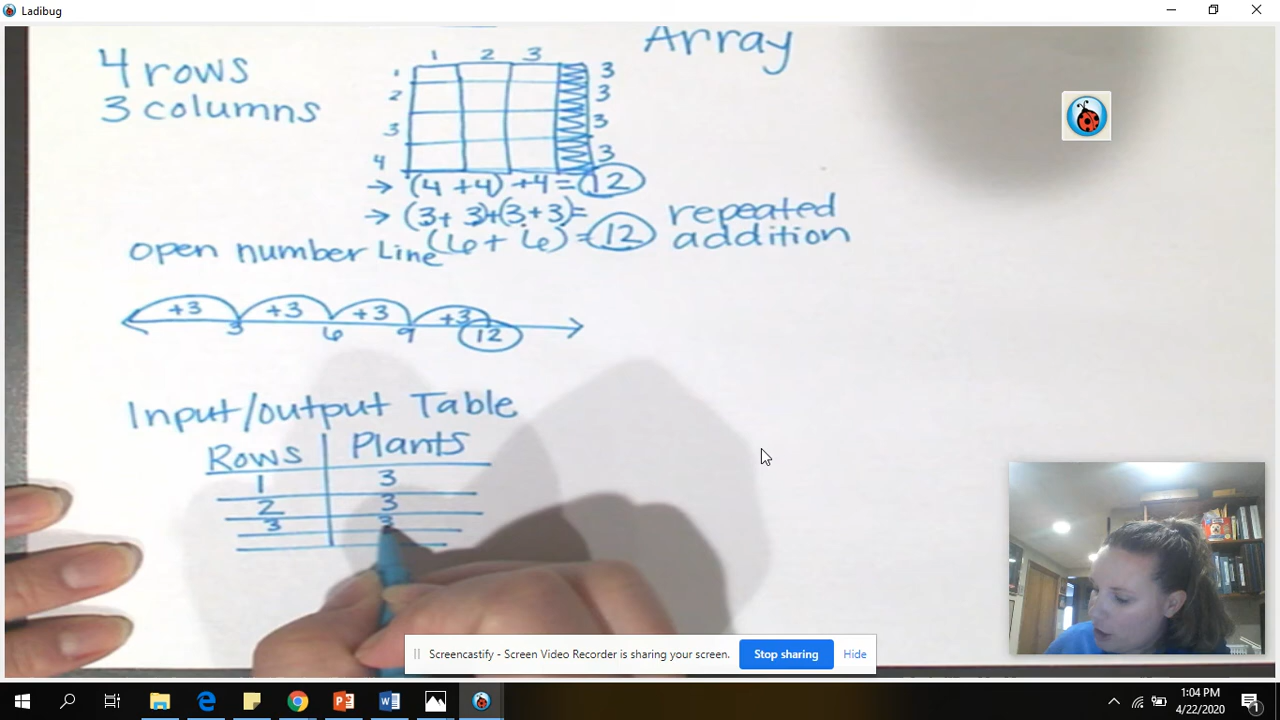 Ladibug
4 rows
3 columns
Array
1 2 3
1 3
2 3
3 3
4 3
→ (4 + 4) + 4 = 12
→ (3 + 3) + (3 + 3) =
repeated
open number Line (6 + 6) = 12 addition
+3 +3 +3 +3
3 6 9 12
Input/output Table
Rows Plants
1 3
2 3
3 3
Screencastify - Screen Video Recorder is sharing your screen. Stop sharing Hide
1:04 PM
4/22/2020
1